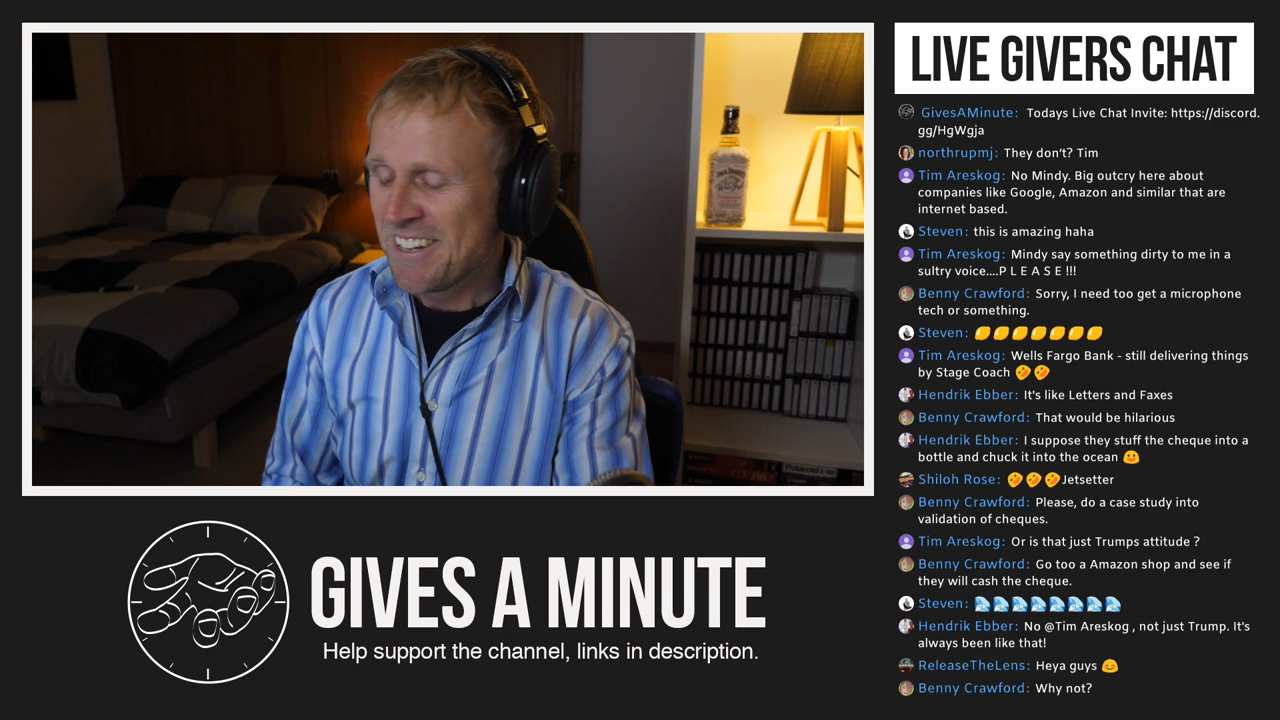 LIVE GIVERS CHAT
GivesAMinute: Todays Live Chat Invite: https://discord.
gg/HgWgja
northrupmj: They don't? Tim
Tim Areskog: No Mindy. Big outcry here about
companies like Google, Amazon and similar that are
internet based.
Steven: this is amazing haha
Tim Areskog: Mindy say something dirty to me in a
sultry voice....P L E A S E !!!
Benny Crawford: Sorry, I need too get a microphone
tech or something.
Steven: 🍋🍋🍋🍋🍋🍋🍋
Tim Areskog: Wells Fargo Bank - still delivering things
by Stage Coach 🤣🤣
Hendrik Ebber: It's like Letters and Faxes
Benny Crawford: That would be hilarious
Hendrik Ebber: I suppose they stuff the cheque into a
bottle and chuck it into the ocean 😛
Shiloh Rose: 🤣🤣🤣Jetsetter
Benny Crawford: Please, do a case study into
validation of cheques.
Tim Areskog: Or is that just Trumps attitude ?
Benny Crawford: Go too a Amazon shop and see if
they will cash the cheque.
Steven: 🌊🌊🌊🌊🌊🌊🌊🌊
Hendrik Ebber: No @Tim Areskog , not just Trump. It's
always been like that!
ReleaseTheLens: Heya guys 😊
Benny Crawford: Why not?
GIVES A MINUTE
Help support the channel, links in description.